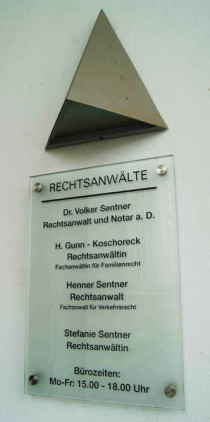 RECHTSANWÄLTE
Dr. Volker Sentner
Rechtsanwalt und Notar a. D.
H. Gunn - Koschoreck
Rechtsanwältin
Fachanwältin für Familienrecht
Henner Sentner
Rechtsanwalt
Fachanwalt für Verkehrsrecht
Stefanie Sentner
Rechtsanwältin
Bürozeiten:
Mo-Fr: 15.00 - 18.00 Uhr